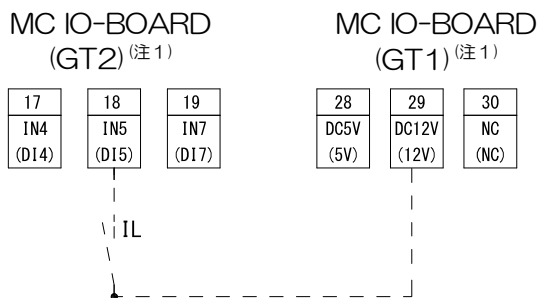 MC IO-BOARD
(GT2)(注1)
17 18 19
IN4 IN5 IN7
(DI4) (DI5) (DI7)
IL
MC IO-BOARD
(GT1)(注1)
28 29 30
DC5V DC12V NC
(5V) (12V) (NC)